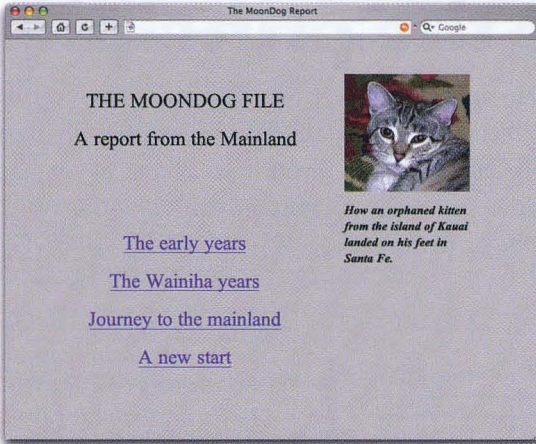 The MoonDog Report
Google
THE MOONDOG FILE
A report from the Mainland
How an orphaned kitten
from the island of Kauai
landed on his feet in
Santa Fe.
The early years
The Wainiha years
Journey to the mainland
A new start